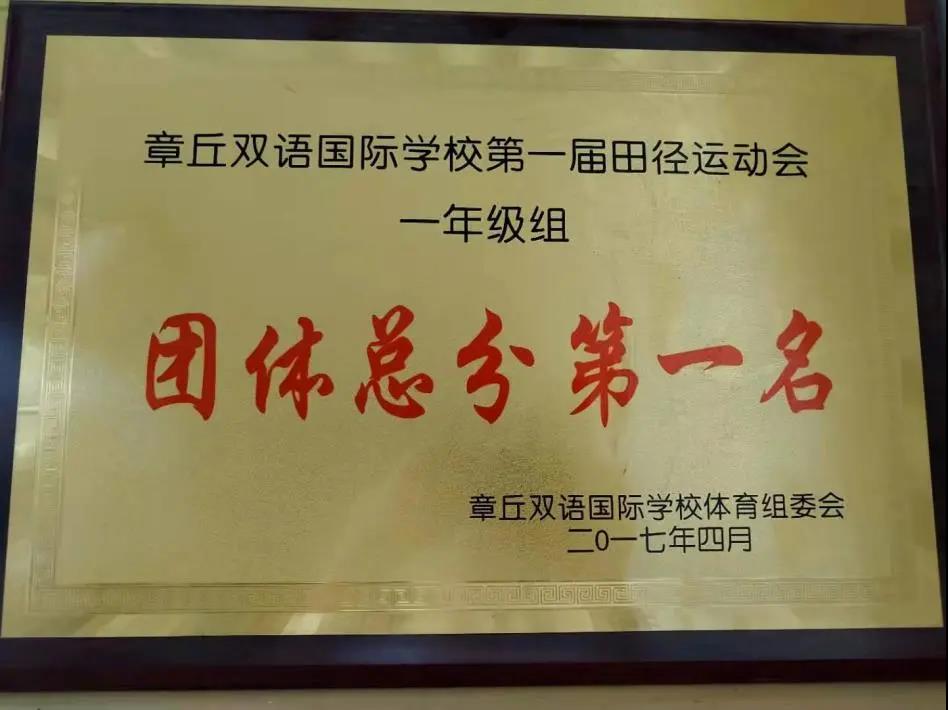 章丘双语国际学校第一届田径运动会
一年级组
团体总分第一名
章丘双语国际学校体育组委会
二0一七年四月